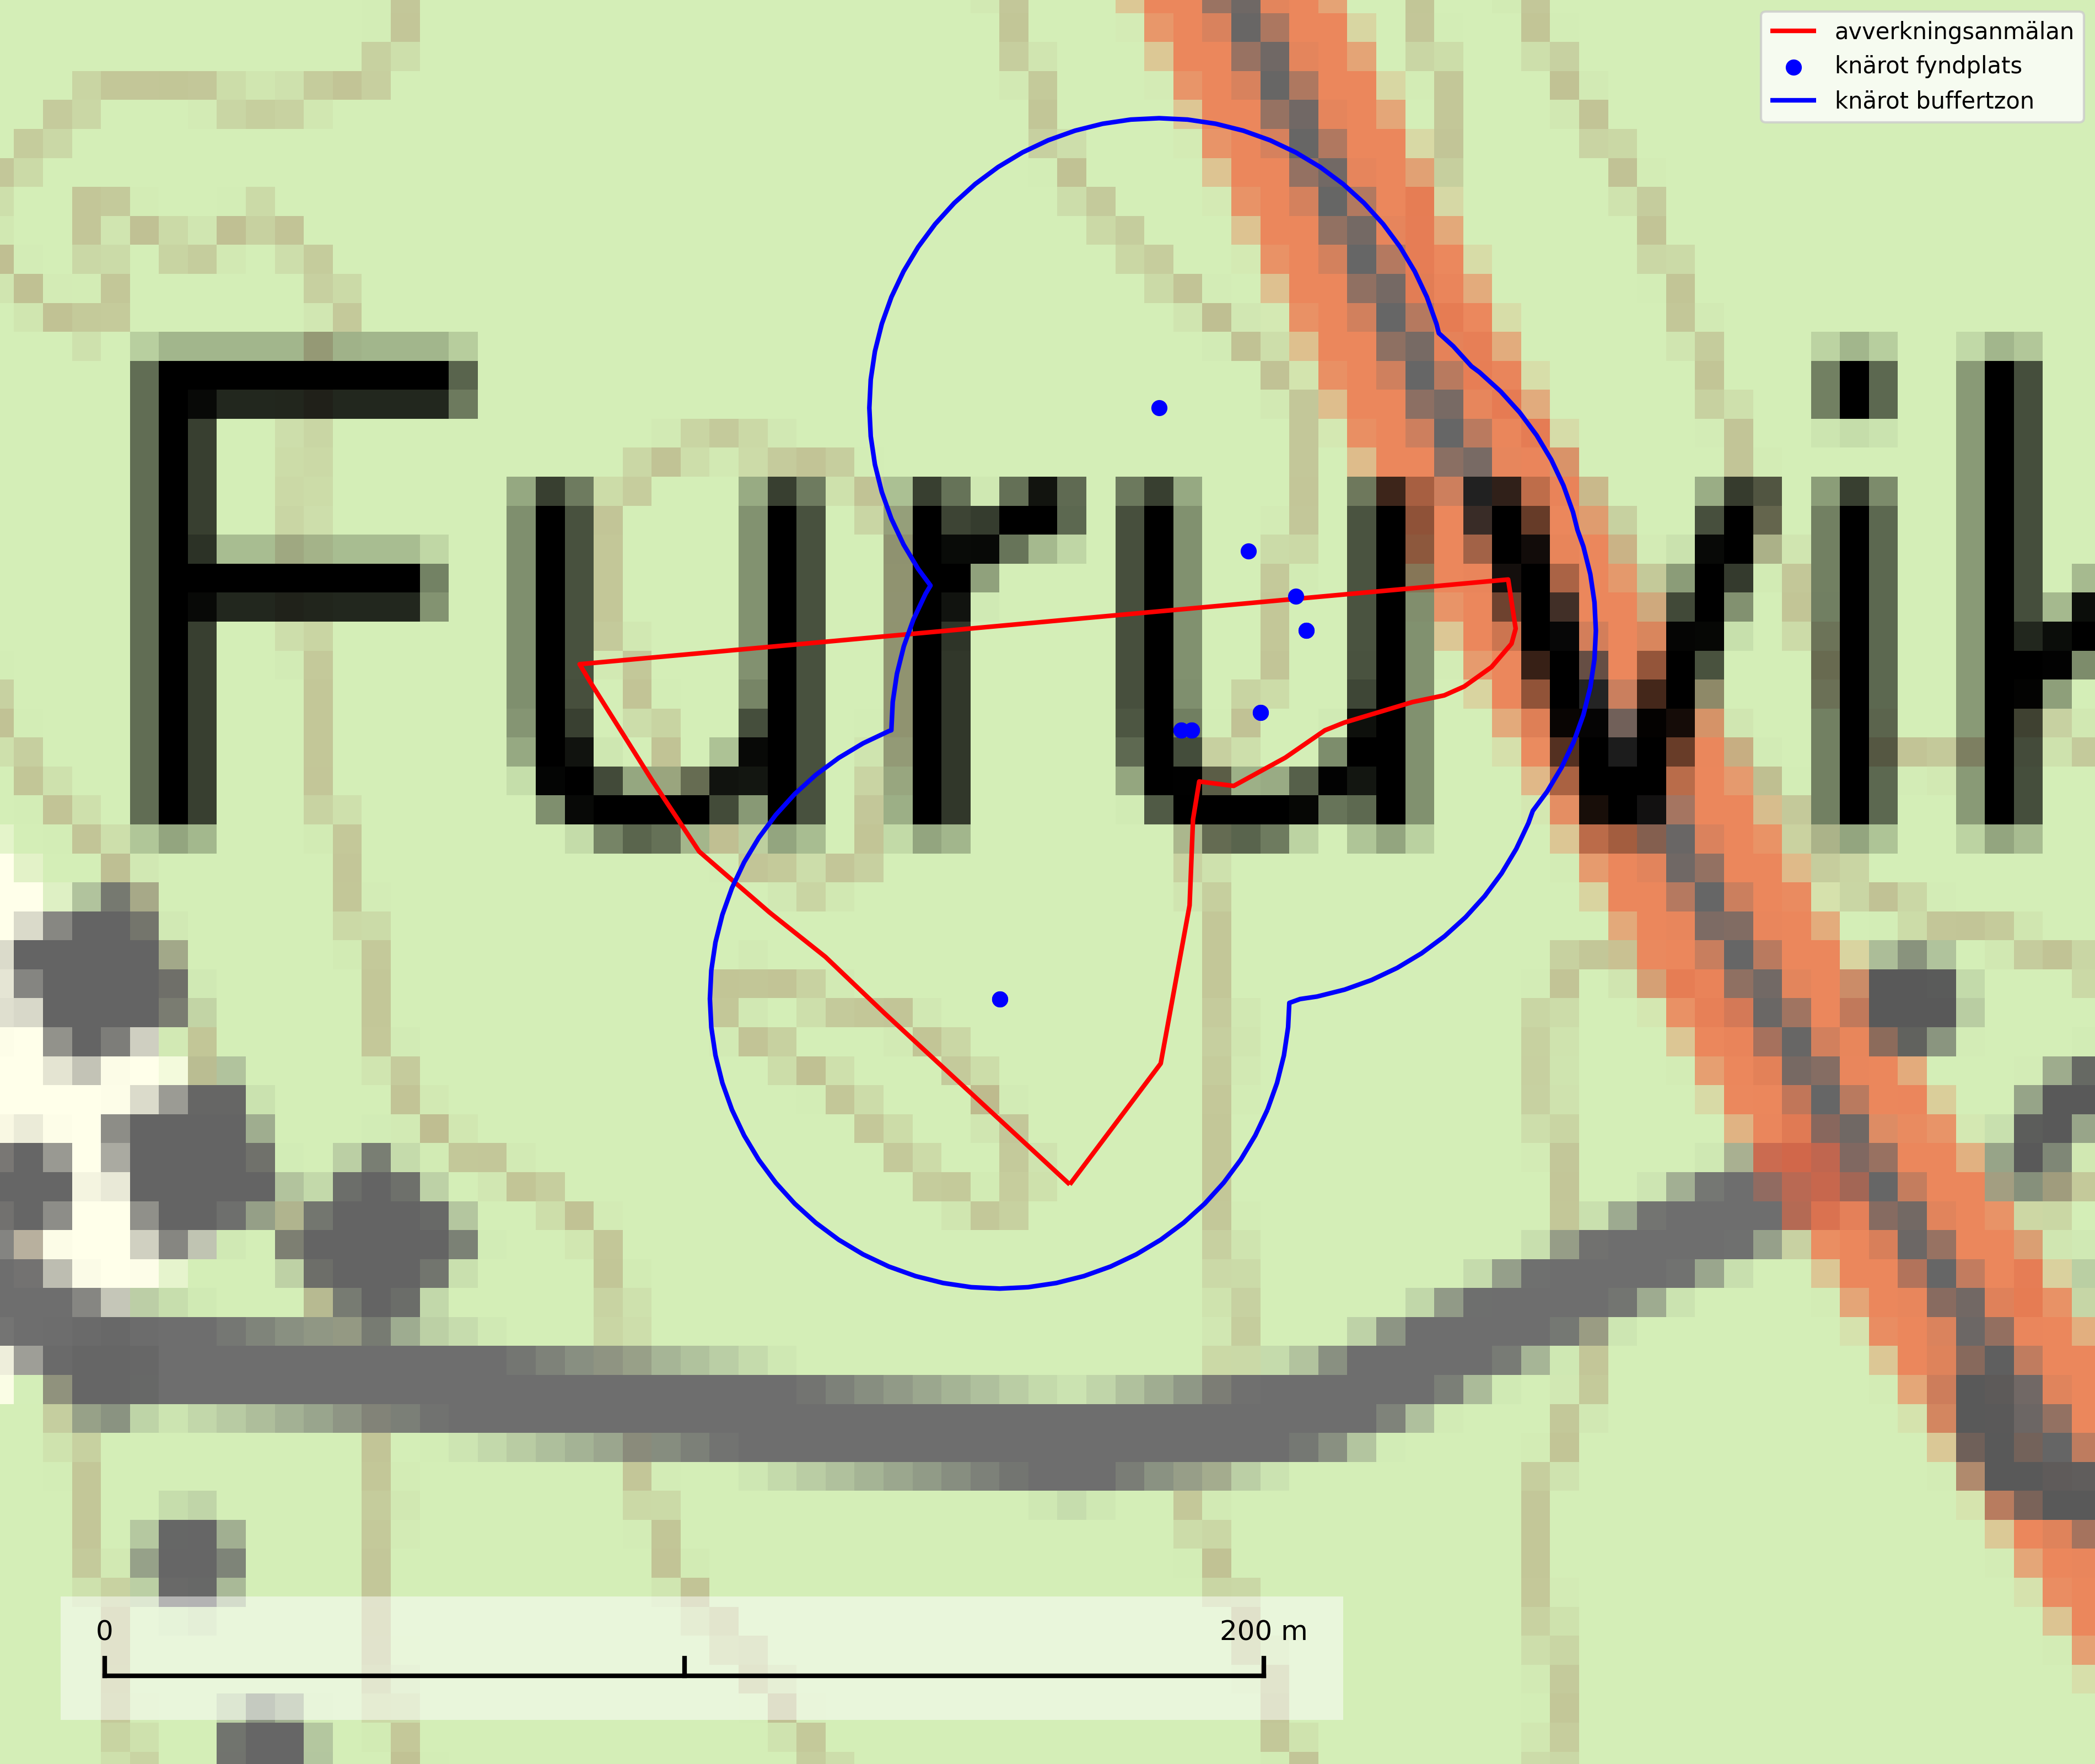 avverkningsanmälan
knärot fyndplats
knärot buffertzon
Furuvik
0 200 m